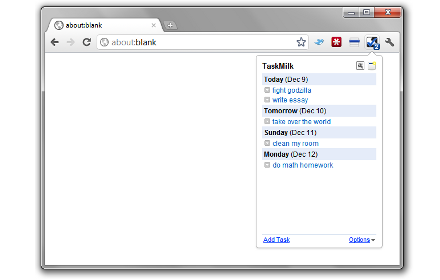 about:blank
about:blank
2
TaskMilk
Today (Dec 9)
fight godzilla
write essay
Tomorrow (Dec 10)
take over the world
Sunday (Dec 11)
clean my room
Monday (Dec 12)
do math homework
Add Task Options